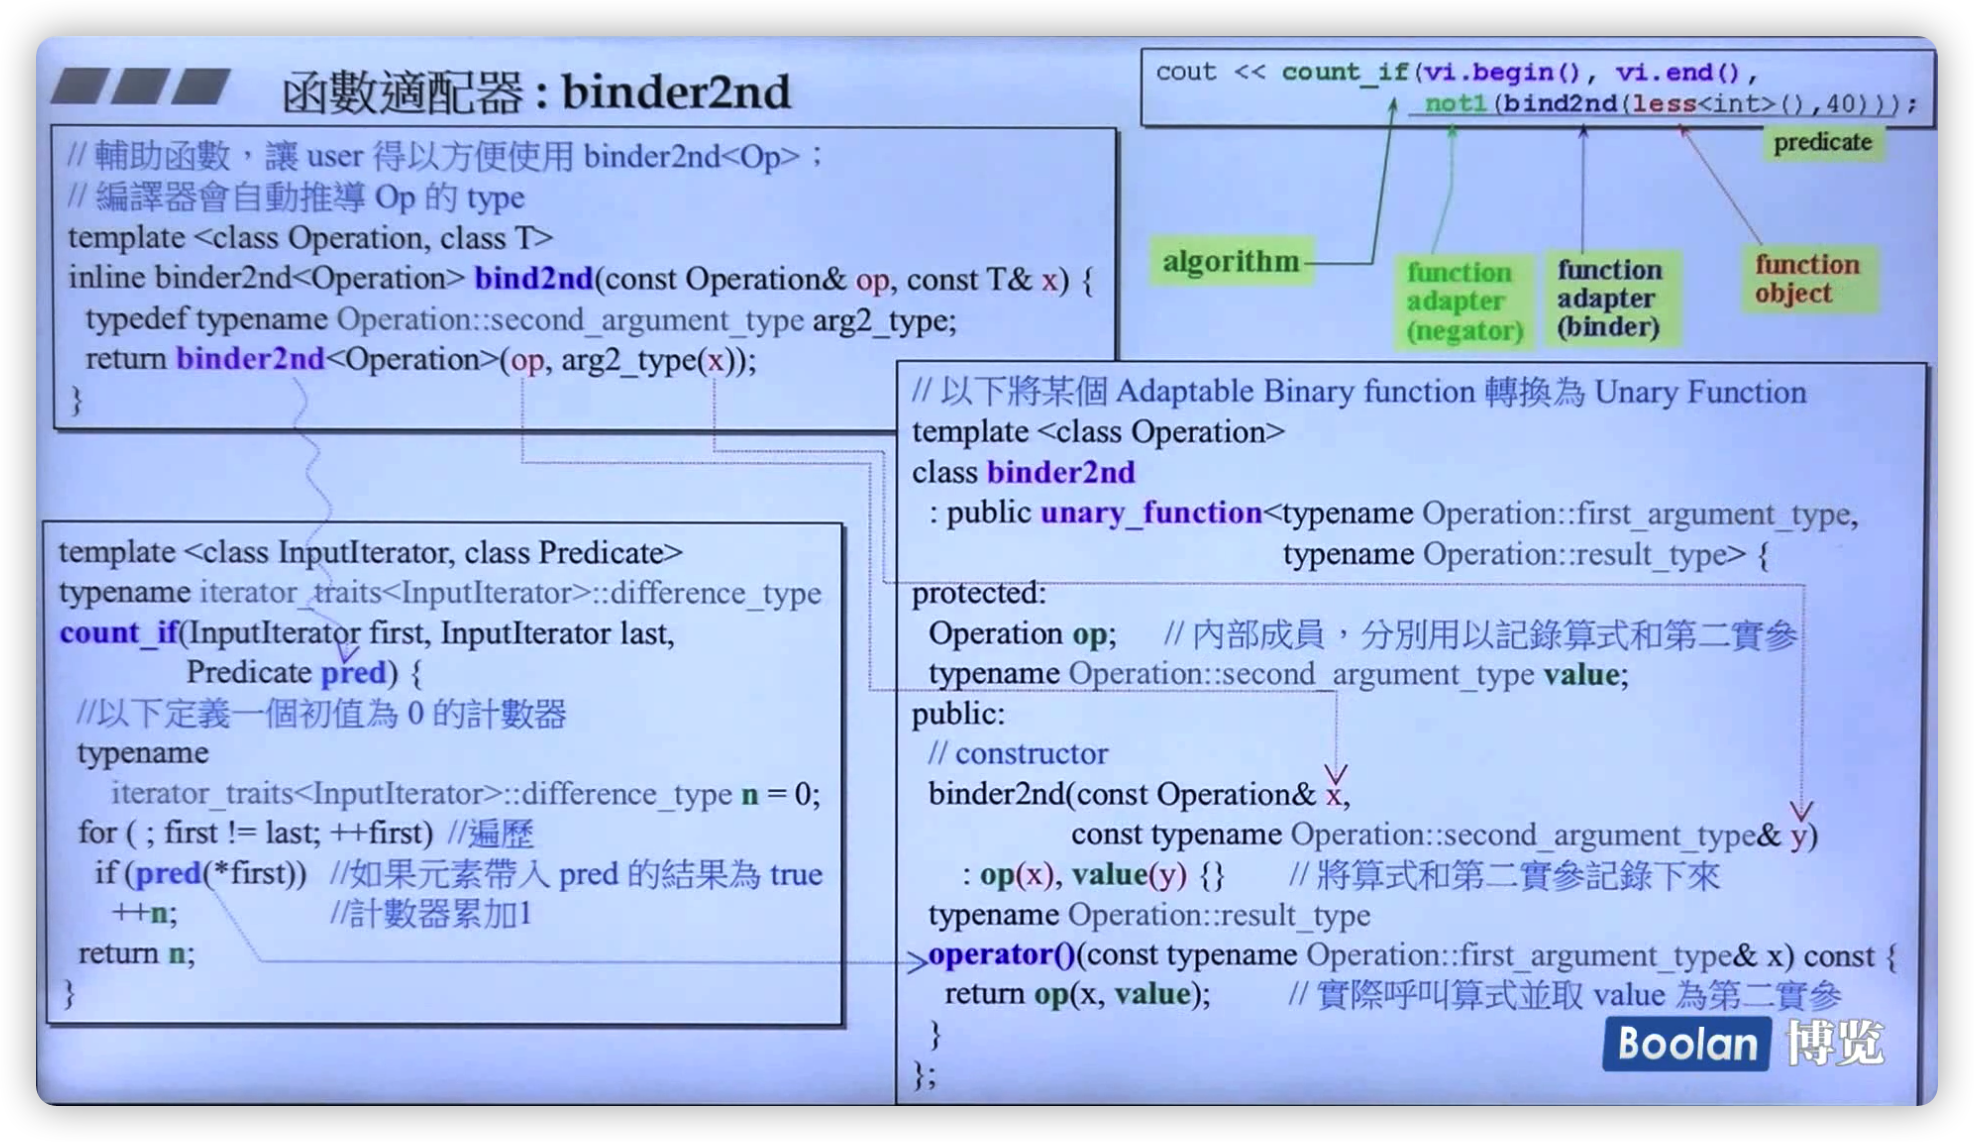 函數適配器 : binder2nd
cout << count_if(vi.begin(), vi.end(),
not1(bind2nd(less<int>(),40)));
predicate
algorithm
function
adapter
(negator)
function
adapter
(binder)
function
object
// 輔助函數，讓 user 得以方便使用 binder2nd<Op>；
// 編譯器會自動推導 Op 的 type
template <class Operation, class T>
inline binder2nd<Operation> bind2nd(const Operation& op, const T& x) {
typedef typename Operation::second_argument_type arg2_type;
return binder2nd<Operation>(op, arg2_type(x));
}
template <class InputIterator, class Predicate>
typename iterator_traits<InputIterator>::difference_type
count_if(InputIterator first, InputIterator last,
Predicate pred) {
//以下定義一個初值為 0 的計數器
typename
iterator_traits<InputIterator>::difference_type n = 0;
for ( ; first != last; ++first) //遍歷
if (pred(*first)) //如果元素帶入 pred 的結果為 true
++n; //計數器累加1
return n;
}
// 以下將某個 Adaptable Binary function 轉換為 Unary Function
template <class Operation>
class binder2nd
: public unary_function<typename Operation::first_argument_type,
typename Operation::result_type> {
protected:
Operation op; // 內部成員，分別用以記錄算式和第二實參
typename Operation::second_argument_type value;
public:
// constructor
binder2nd(const Operation& x,
const typename Operation::second_argument_type& y)
: op(x), value(y) {} // 將算式和第二實參記錄下來
typename Operation::result_type
operator()(const typename Operation::first_argument_type& x) const {
return op(x, value); // 實際呼叫算式並取 value 為第二實參
}
};
Boolan 博览